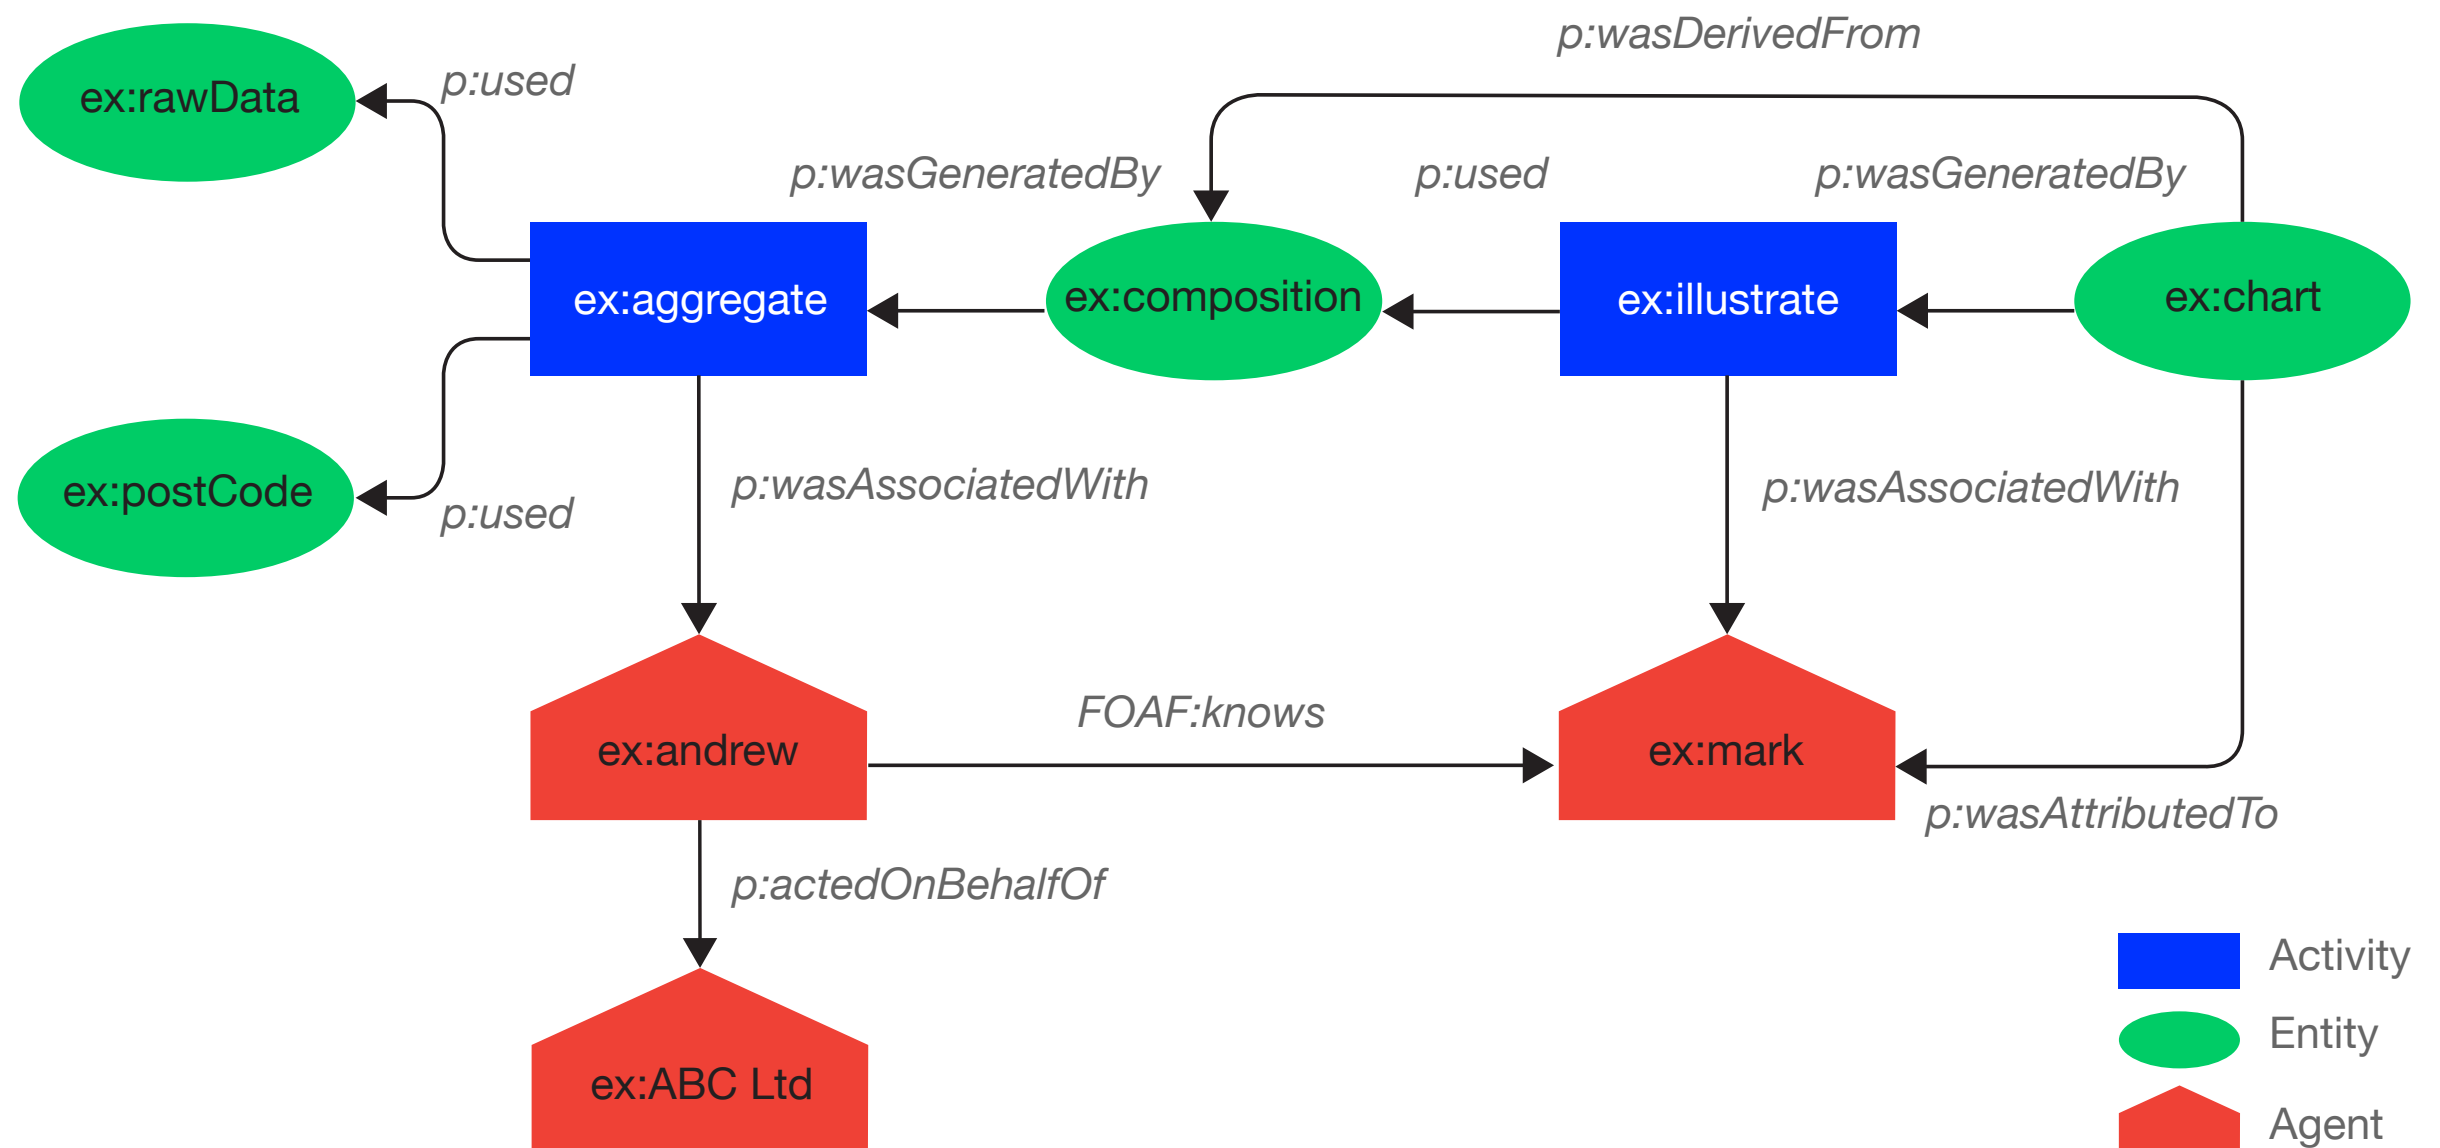 p:wasDerivedFrom
ex:rawData
p:used
p:wasGeneratedBy
p:used
p:wasGeneratedBy
ex:aggregate
ex:composition
ex:illustrate
ex:chart
ex:postCode
p:used
p:wasAssociatedWith
p:wasAssociatedWith
FOAF:knows
ex:andrew
ex:mark
p:wasAttributedTo
p:actedOnBehalfOf
Activity
Entity
ex:ABC Ltd
Agent